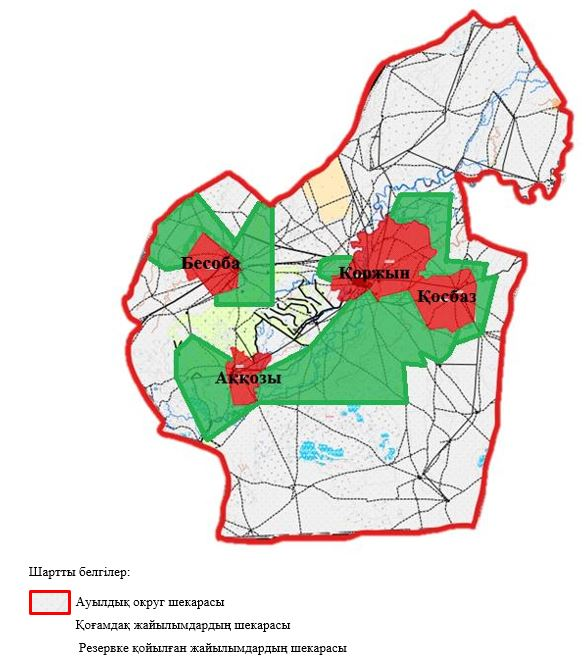 Бесоба
Қоржын
Қосбаз
Аққозы
Шартты белгілер:
Ауылдық округ шекарасы
Қоғамдақ жайылымдардың шекарасы
Резервке қойылған жайылымдардың шекарасы